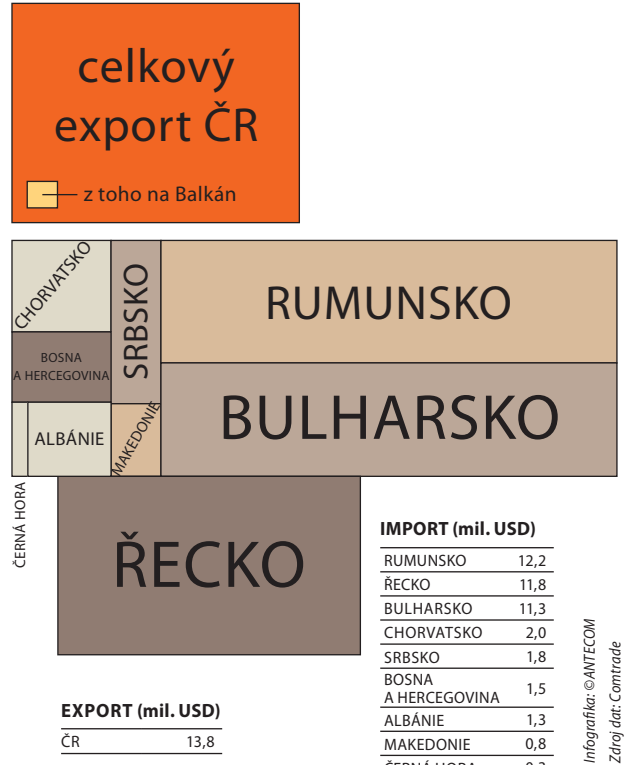 celkový
export ČR
z toho na Balkán
CHORVATSKO
SRBSKO
RUMUNSKO
BOSNA
A HERCEGOVINA
BULHARSKO
ALBÁNIE
MAKEDONIE
ČERNÁ HORA
ŘECKO
IMPORT (mil. USD)
RUMUNSKO 12,2
ŘECKO 11,8
BULHARSKO 11,3
CHORVATSKO 2,0
SRBSKO 1,8
BOSNA
A HERCEGOVINA 1,5
ALBÁNIE 1,3
MAKEDONIE 0,8
ČERNÁ HORA
EXPORT (mil. USD)
ČR 13,8
Infografika: ©ANTECOM
Zdroj dat: Comtrade